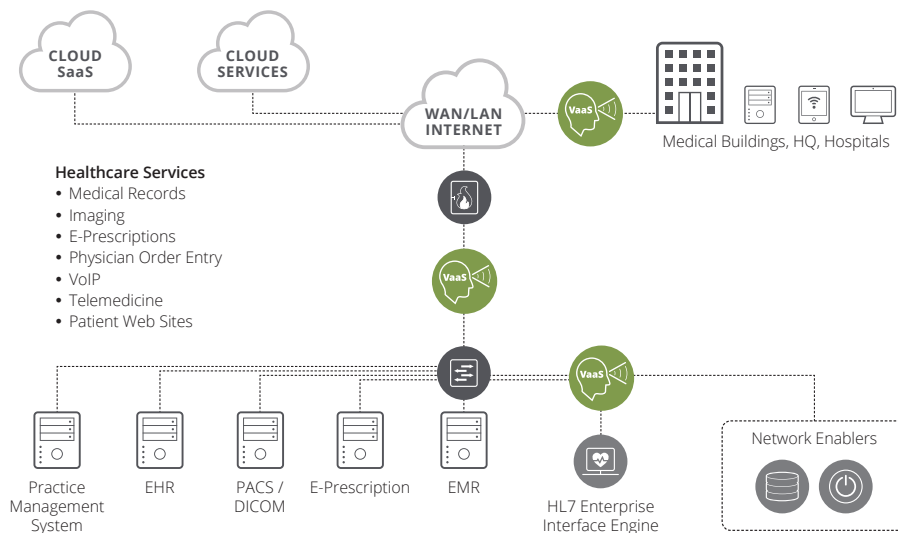 CLOUD
SaaS
CLOUD
SERVICES
WAN/LAN
INTERNET
VaaS
Medical Buildings, HQ, Hospitals
Healthcare Services
• Medical Records
• Imaging
• E-Prescriptions
• Physician Order Entry
• VoIP
• Telemedicine
• Patient Web Sites
VaaS
VaaS
Practice
Management
System
EHR
PACS /
DICOM
E-Prescription
EMR
HL7 Enterprise
Interface Engine
Network Enablers